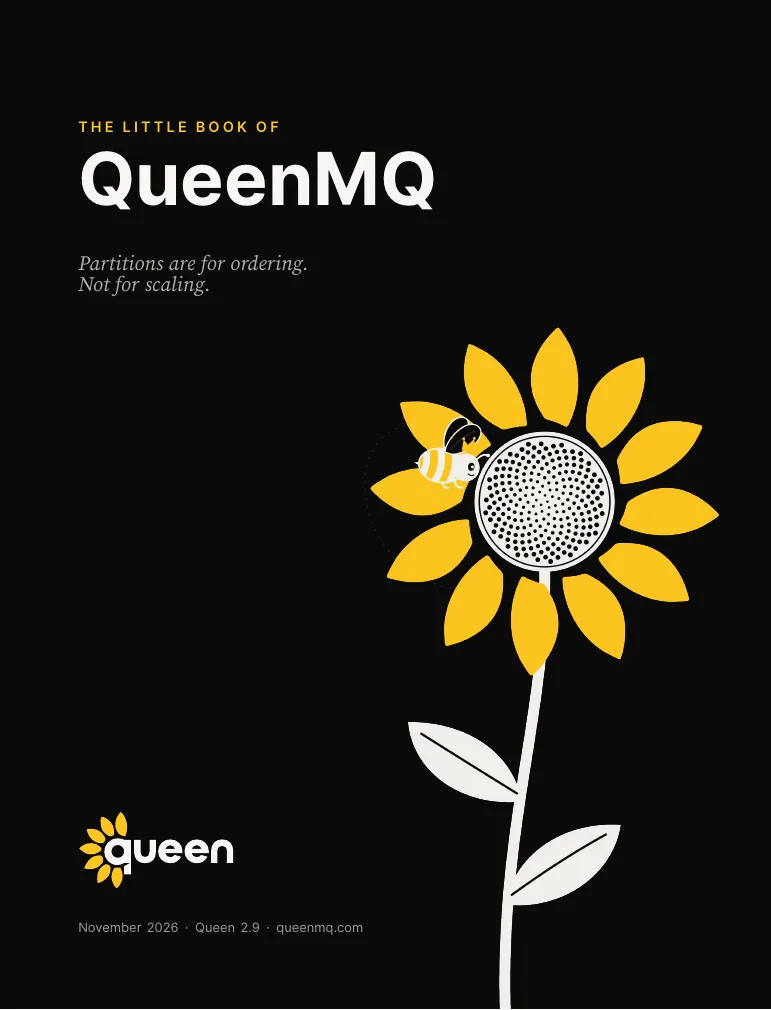 THE LITTLE BOOK OF
QueenMQ
Partitions are for ordering.
Not for scaling.
queen
November 2026 · Queen 2.9 · queenmq.com